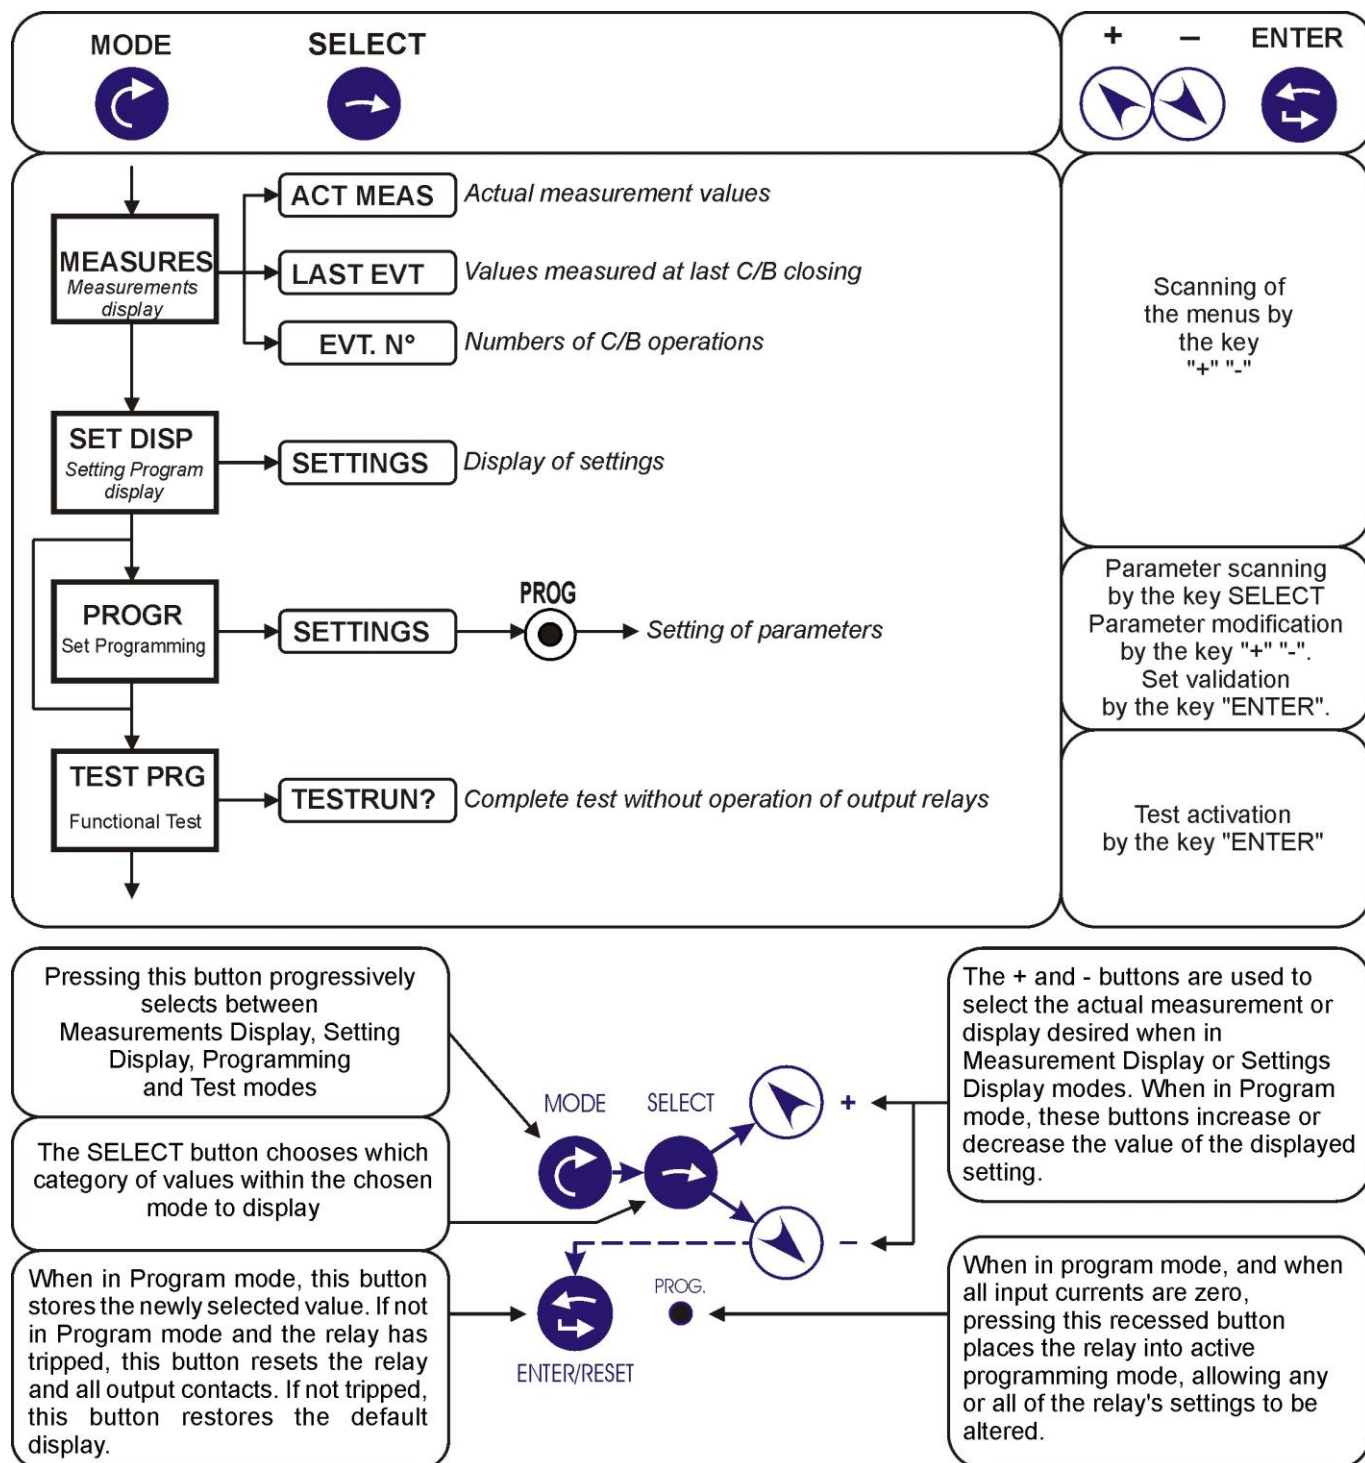 MODE
SELECT
+ – ENTER
ACT MEAS
Actual measurement values
MEASURES
Measurements
display
LAST EVT
Values measured at last C/B closing
EVT. N°
Numbers of C/B operations
Scanning of
the menus by
the key
"+" "-"
SET DISP
Setting Program
display
SETTINGS
Display of settings
PROGR
Set Programming
SETTINGS
PROG
Setting of parameters
Parameter scanning
by the key SELECT
Parameter modification
by the key "+" "-".
Set validation
by the key "ENTER".
TEST PRG
Functional Test
TESTRUN?
Complete test without operation of output relays
Test activation
by the key "ENTER"
Pressing this button progressively
selects between
Measurements Display, Setting
Display, Programming
and Test modes
The SELECT button chooses which
category of values within the chosen
mode to display
When in Program mode, this button
stores the newly selected value. If not
in Program mode and the relay has
tripped, this button resets the relay
and all output contacts. If not tripped,
this button restores the default
display.
MODE
SELECT
+
–
PROG.
ENTER/RESET
The + and - buttons are used to
select the actual measurement or
display desired when in
Measurement Display or Settings
Display modes. When in Program
mode, these buttons increase or
decrease the value of the displayed
setting.
When in program mode, and when
all input currents are zero,
pressing this recessed button
places the relay into active
programming mode, allowing any
or all of the relay's settings to be
altered.